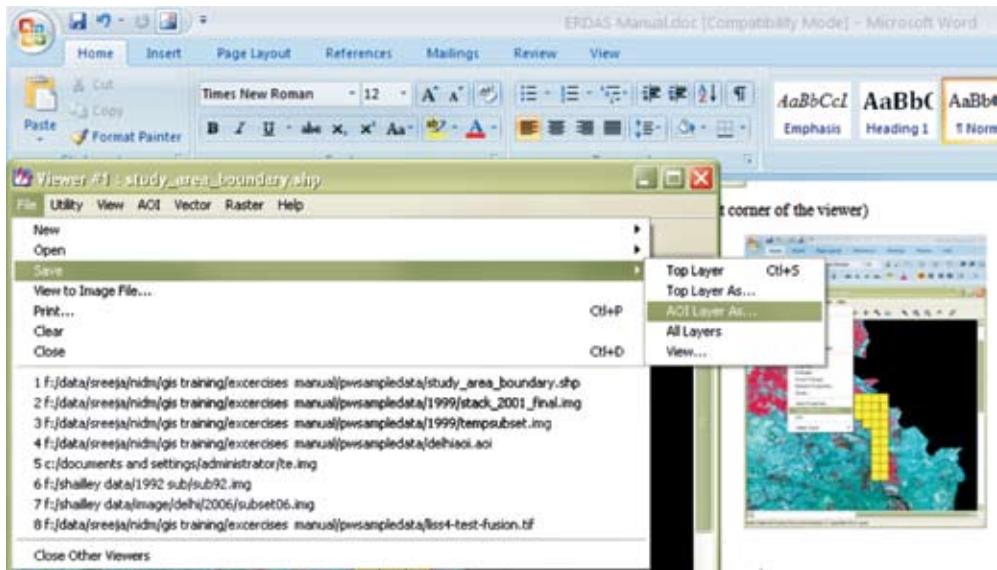 ERDAS Manual.doc [Compatibility Mode] - Microsoft Word
Home Insert Page Layout References Mailings Review View
Cut
Copy
Paste
Format Painter
Times New Roman 12
AaBbCcI AaBb(
Emphasis Heading 1
Viewer #1 : study_area_boundary.shp
File Utility View AOI Vector Raster Help
New
Open
Save
View to Image File...
Print... Ctl+P
Clear
Close Ctl+D
Top Layer Ctl+S
Top Layer As...
AOI Layer As...
All Layers
View...
1 f:/data/sreeja/nidm/gis training/excercises manual/pwsampledata/study_area_boundary.shp
2 f:/data/sreeja/nidm/gis training/excercises manual/pwsampledata/1999/stack_2001_final.img
3 f:/data/sreeja/nidm/gis training/excercises manual/pwsampledata/1999/tempsubset.img
4 f:/data/sreeja/nidm/gis training/excercises manual/pwsampledata/delhiaoi.aoi
5 c:/documents and settings/administrator/te.img
6 f:/shailley data/1992 sub/sub92.img
7 f:/shailley data/image/delhi/2006/subset06.img
8 f:/data/sreeja/nidm/gis training/excercises manual/pwsampledata/liss4-test-fusion.tif
Close Other Viewers
t corner of the viewer)